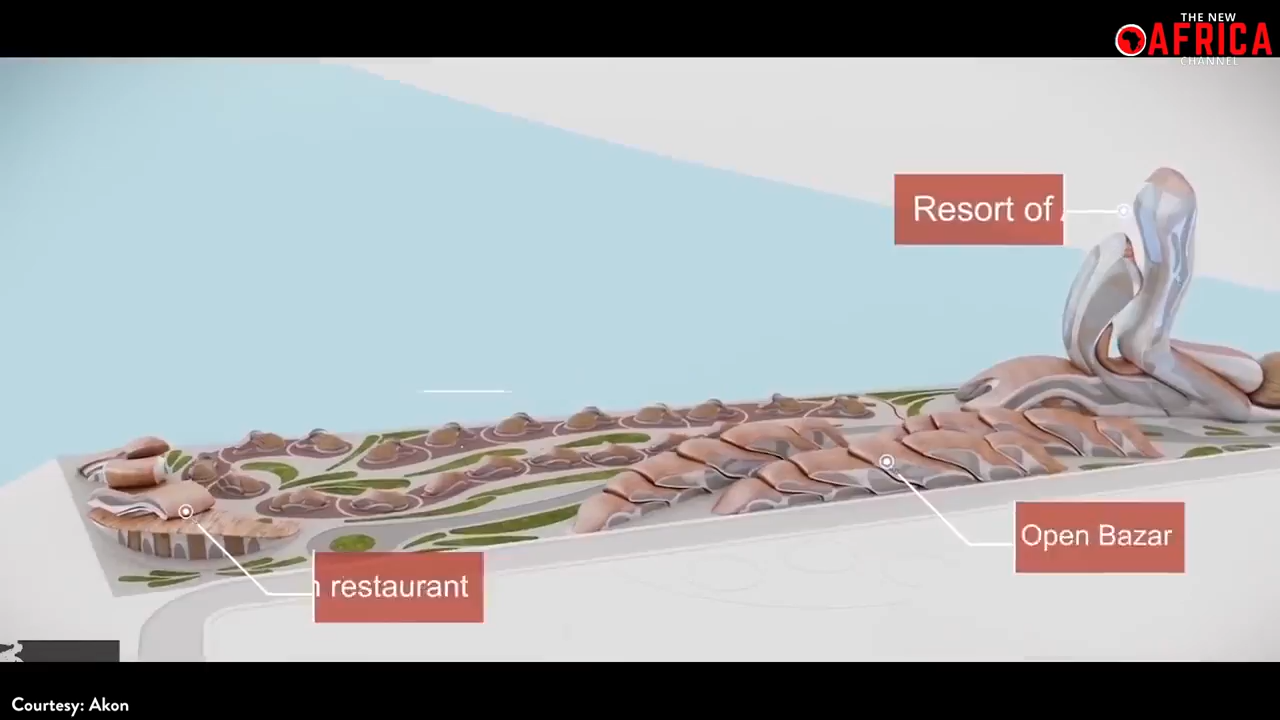 THE NEW
AFRICA
CHANNEL
Resort of
Open Bazar
restaurant
Courtesy: Akon